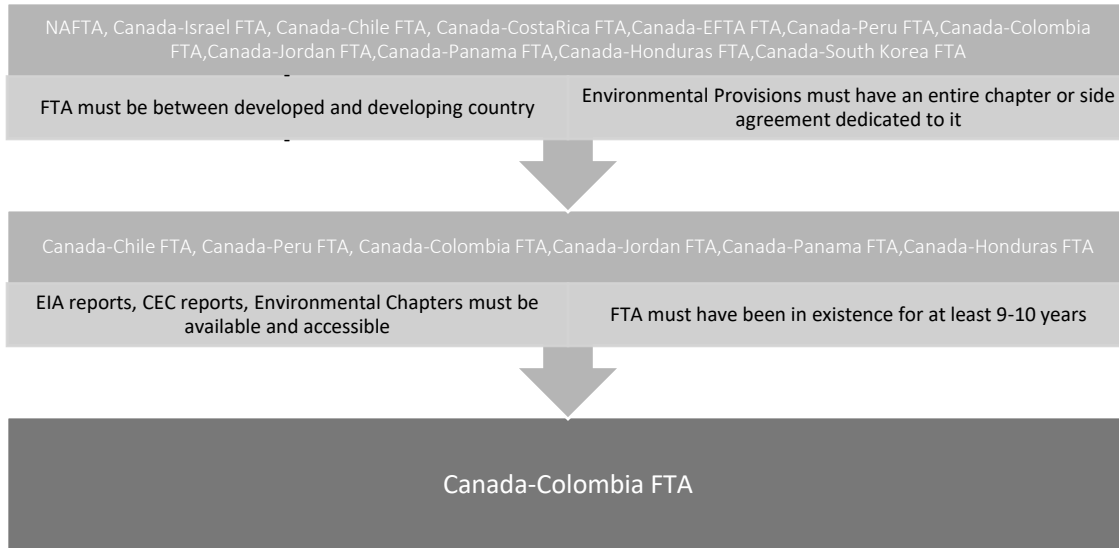 NAFTA, Canada-Israel FTA, Canada-Chile FTA, Canada-CostaRica FTA,Canada-EFTA FTA,Canada-Peru FTA,Canada-Colombia
FTA,Canada-Jordan FTA,Canada-Panama FTA,Canada-Honduras FTA,Canada-South Korea FTA
FTA must be between developed and developing country
Environmental Provisions must have an entire chapter or side
agreement dedicated to it
Canada-Chile FTA, Canada-Peru FTA, Canada-Colombia FTA,Canada-Jordan FTA,Canada-Panama FTA,Canada-Honduras FTA
EIA reports, CEC reports, Environmental Chapters must be
available and accessible
FTA must have been in existence for at least 9-10 years
Canada-Colombia FTA